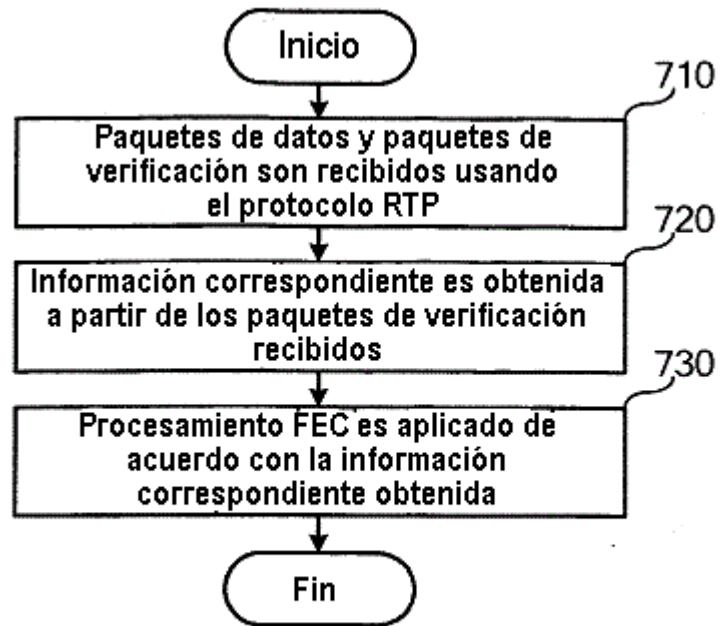 Inicio
710
Paquetes de datos y paquetes de
verificación son recibidos usando
el protocolo RTP
720
Información correspondiente es obtenida
a partir de los paquetes de verificación
recibidos
730
Procesamiento FEC es aplicado de
acuerdo con la información
correspondiente obtenida
Fin